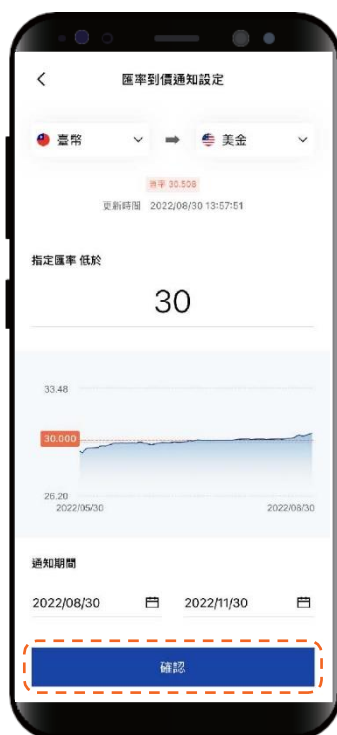 匯率到價通知設定
臺幣 美金
匯率 30.508
更新時間 2022/08/30 13:57:51
指定匯率 低於
30
33.48
30.000
26.20
2022/05/30 2022/08/30
通知期間
2022/08/30 2022/11/30
確認